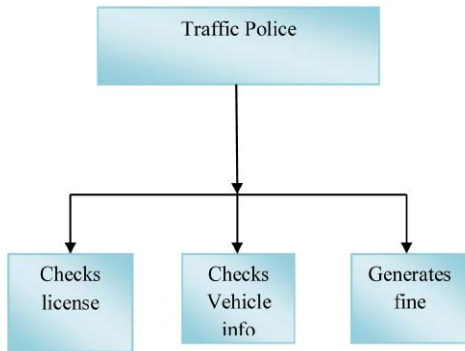 Traffic Police
Checks
license
Checks
Vehicle
info
Generates
fine